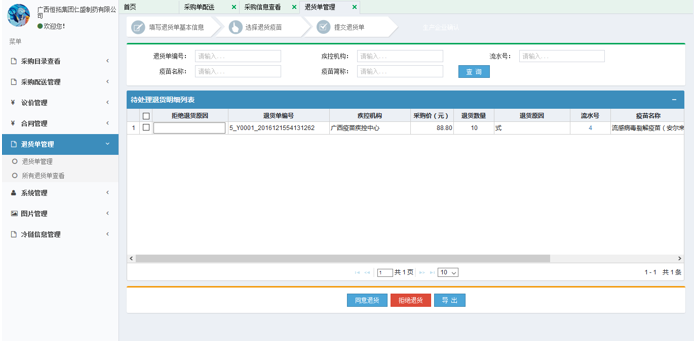 广西恒拓集团仁盛制药有限公司
欢迎您!
菜单
采购目录查看
采购配送管理
议价管理
合同管理
退货单管理
退货单管理
所有退货单查看
系统管理
图片管理
冷链信息管理
首页 采购配送 采购信息查看 退货单管理
填写退货单基本信息 选择退货疫苗 提交退货单
退货单编号: 请输入... 疾控机构: 请输入... 流水号: 请输入...
疫苗名称: 请输入... 疫苗简称: 请输入... 查 询
待处理退货明细列表
拒绝退货原因 退货单编号 疾控机构 采购价(元) 退货数量 退货原因 流水号 疫苗名称
1 5_Y0001_2016121554131262 广西疫苗疾控中心 88.80 10 式 4 流感病毒裂解疫苗(安尔来
1 共1页 10 1 - 1 共1条
同意退货 拒绝退货 导 出